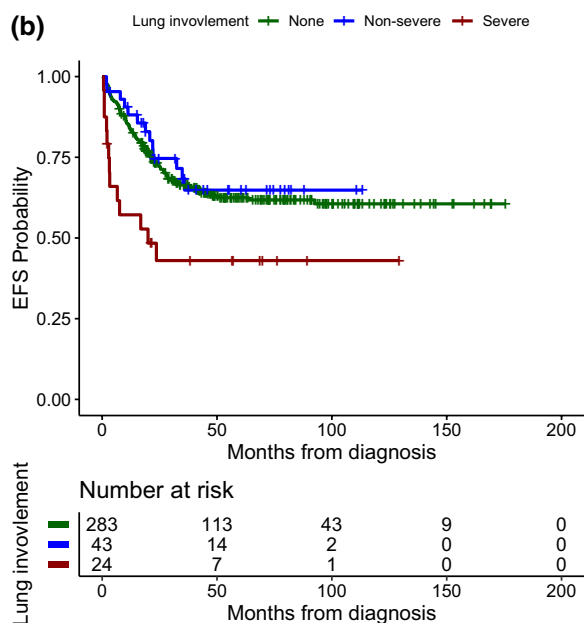 (b)
Lung invovlement None Non-severe Severe
1.00
0.75
0.50
0.25
0.00
EFS Probability
0 50 100 150 200
Months from diagnosis
Number at risk
Lung invovlement
283 113 43 9 0
43 14 2 0 0
24 7 1 0 0
0 50 100 150 200
Months from diagnosis